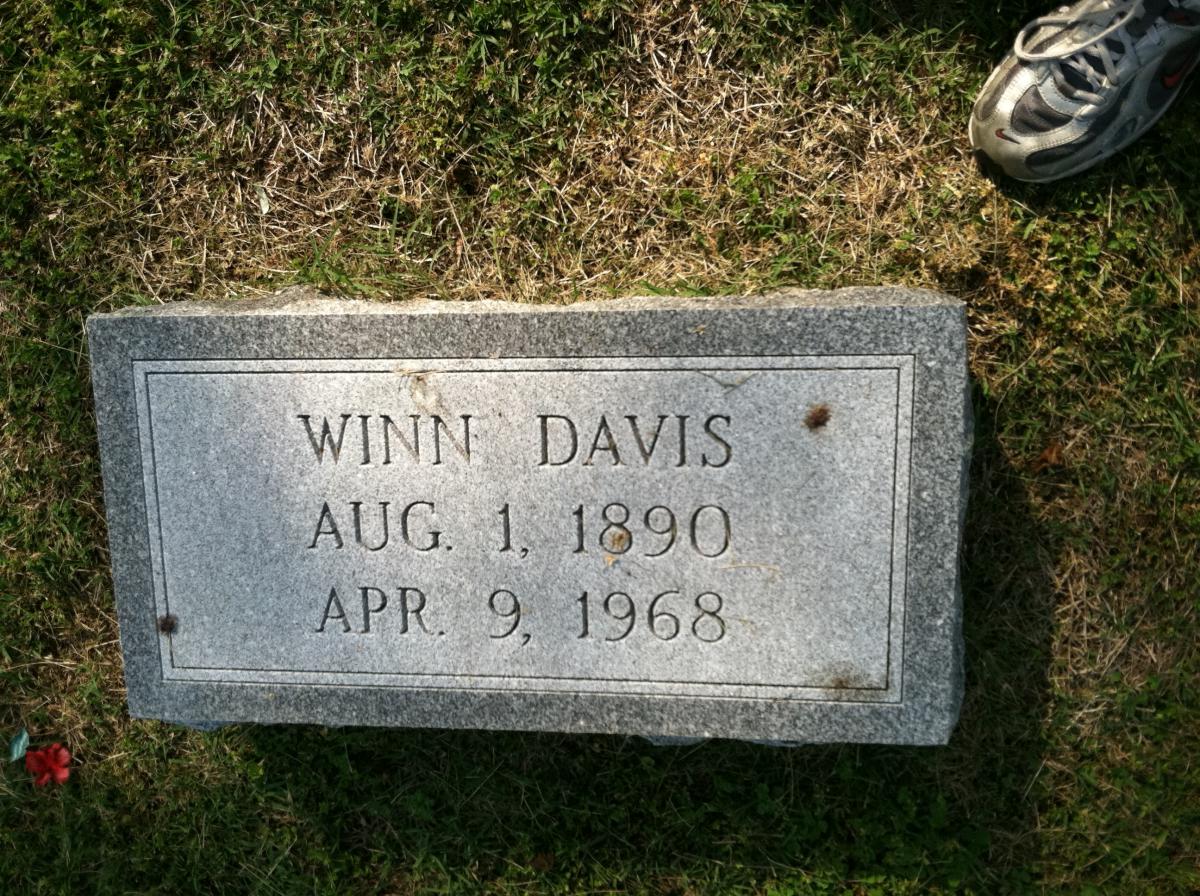 WINN DAVIS
AUG. 1, 1890
APR. 9, 1968